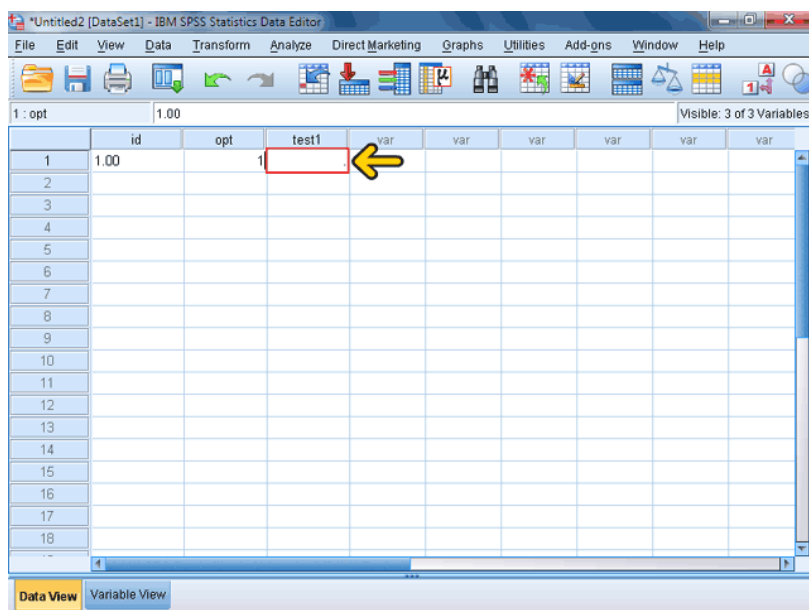 *Untitled2 [DataSet1] - IBM SPSS Statistics Data Editor
File Edit View Data Transform Analyze Direct Marketing Graphs Utilities Add-ons Window Help
1 : opt 1.00 Visible: 3 of 3 Variables
id opt test1 var var var var var var
1 1.00 1 .
2
3
4
5
6
7
8
9
10
11
12
13
14
15
16
17
18
Data View Variable View